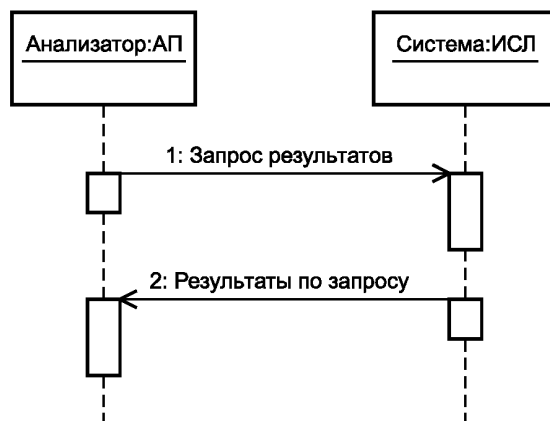 Анализатор:АП
Система:ИСЛ
1: Запрос результатов
2: Результаты по запросу